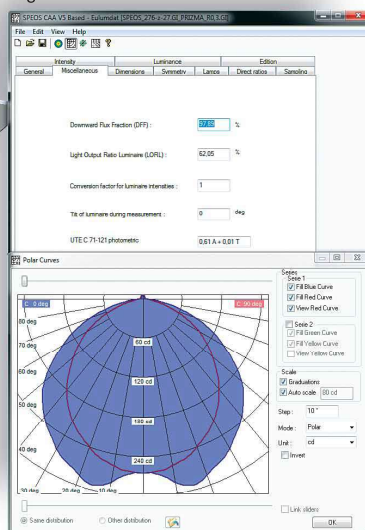 SPEOS CAA V5 Based - Eulumdat [SPEOS_276-z-27.GI_PRIZMA_R0,3.GI]
File Edit View Help
Intensity Luminance Edition
General Miscellaneous Dimensions Symmetry Lamps Direct ratios Sampling
Downward Flux Fraction (DFF) : %
Light Output Ratio Luminaire (LORL) : 62,05 %
Conversion factor for luminaire intensities : 1
Tilt of luminaire during measurement : 0 deg
UTE C 71-121 photometric 0,61 A + 0,01 T
Polar Curves
C 0 deg
C 90 deg
80 deg
70 deg
60 deg
50 deg
40 deg
30 deg 20 deg 10 deg
60 cd
120 cd
180 cd
240 cd
Series
Serie 1
Fill Blue Curve
Fill Red Curve
View Red Curve
Serie 2
Fill Green Curve
Fill Yellow Curve
View Yellow Curve
Scale
Graduations
Auto scale 80 cd
Step : 10 °
Mode : Polar
Unit : cd
Invert
Link sliders
Same distribution Other distribution
OK